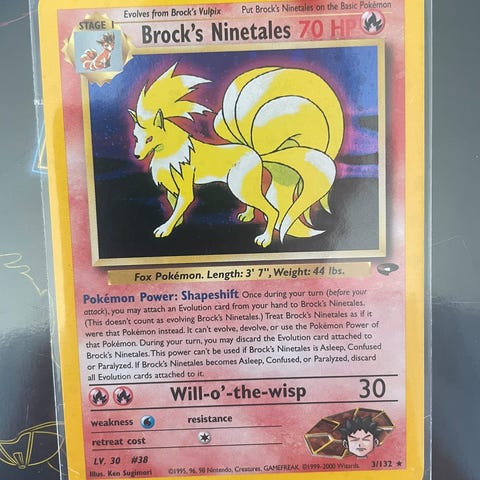 Evolves from Brock's Vulpix
Put Brock's Ninetales on the Basic Pokémon
STAGE 1
Brock's Ninetales 70 HP
Fox Pokémon. Length: 3' 7", Weight: 44 lbs.
Pokémon Power: Shapeshift Once during your turn (before your
attack), you may attach an Evolution card from your hand to Brock's Ninetales.
(This doesn't count as evolving Brock's Ninetales.) Treat Brock's Ninetales as if it
were that Pokémon instead. It can't evolve, devolve, or use the Pokémon Power of
that Pokémon. During your turn, you may discard the Evolution card attached to
Brock's Ninetales. This power can't be used if Brock's Ninetales is Asleep, Confused
or Paralyzed. If Brock's Ninetales becomes Asleep, Confused, or Paralyzed, discard
all Evolution cards attached to it.
Will-o'-the-wisp 30
weakness
resistance
retreat cost
LV. 30 #38
Illus. Ken Sugimori
©1995, 96, 98 Nintendo, Creatures, GAMEFREAK. ©1999-2000 Wizards.
3/132 ★